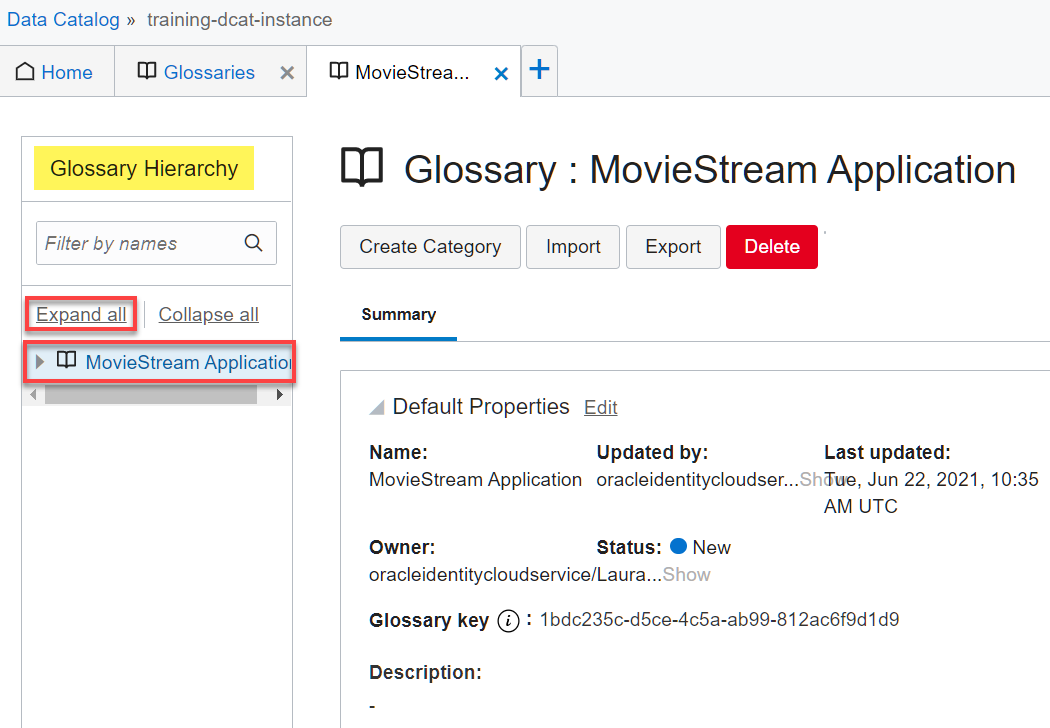 Data Catalog » training-dcat-instance
Home
Glossaries
MovieStrea...
Glossary Hierarchy
Filter by names
Expand all
Collapse all
MovieStream Application
Glossary : MovieStream Application
Create Category
Import
Export
Delete
Summary
Default Properties Edit
Name:
MovieStream Application
Updated by:
oracleidentitycloudser...Show
Last updated:
Tue, Jun 22, 2021, 10:35
AM UTC
Owner:
oracleidentitycloudservice/Laura...Show
Status: New
Glossary key i : 1bdc235c-d5ce-4c5a-ab99-812ac6f9d1d9
Description:
-